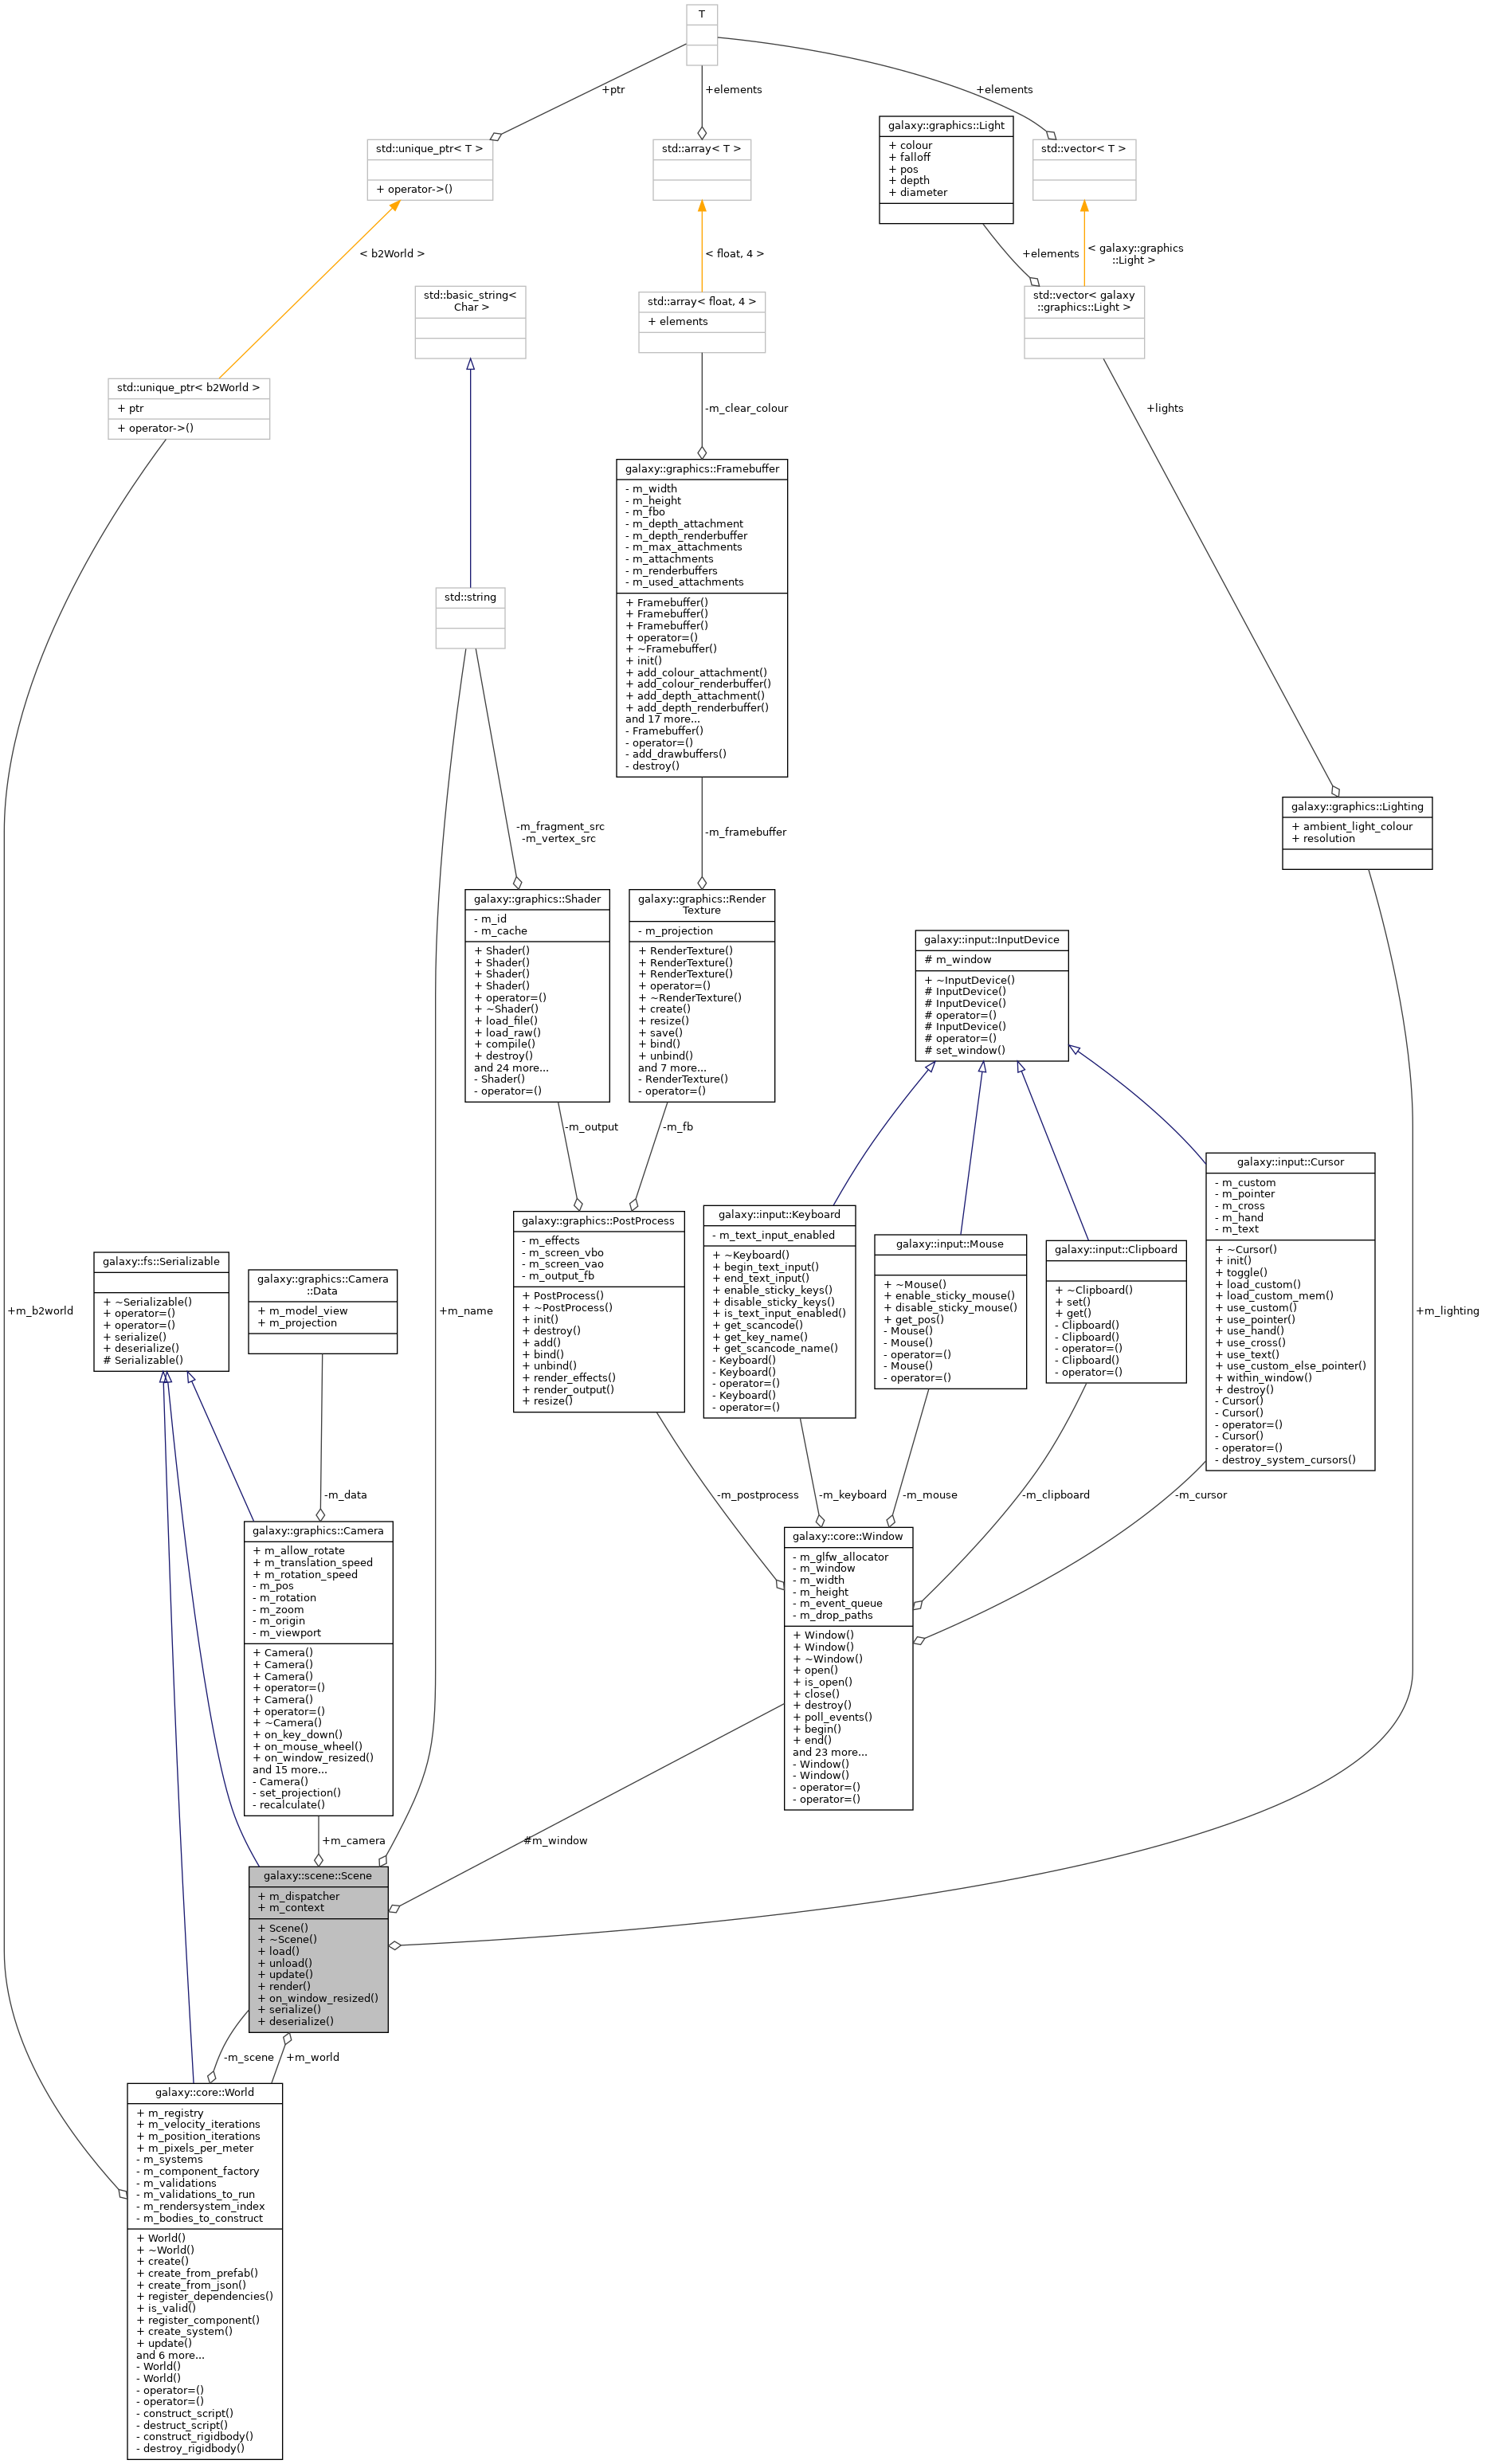 T
+ptr
+elements
+elements
galaxy::graphics::Light
+ colour
+ falloff
+ pos
+ depth
+ diameter
std::unique_ptr< T >
+ operator->()
std::array< T >
std::vector< T >
< b2World >
< float, 4 >
+elements
< galaxy::graphics
::Light >
std::basic_string<
Char >
std::array< float, 4 >
+ elements
std::vector< galaxy
::graphics::Light >
std::unique_ptr< b2World >
+ ptr
+ operator->()
-m_clear_colour
+lights
galaxy::graphics::Framebuffer
- m_width
- m_height
- m_fbo
- m_depth_attachment
- m_depth_renderbuffer
- m_max_attachments
- m_attachments
- m_renderbuffers
- m_used_attachments
+ Framebuffer()
+ Framebuffer()
+ Framebuffer()
+ operator=()
+ ~Framebuffer()
+ init()
+ add_colour_attachment()
+ add_colour_renderbuffer()
+ add_depth_attachment()
+ add_depth_renderbuffer()
and 17 more...
- Framebuffer()
- operator=()
- add_drawbuffers()
- destroy()
std::string
-m_fragment_src
-m_vertex_src
-m_framebuffer
galaxy::graphics::Lighting
+ ambient_light_colour
+ resolution
galaxy::graphics::Shader
- m_id
- m_cache
+ Shader()
+ Shader()
+ Shader()
+ Shader()
+ operator=()
+ ~Shader()
+ load_file()
+ load_raw()
+ compile()
+ destroy()
and 24 more...
- Shader()
- operator=()
galaxy::graphics::Render
Texture
- m_projection
+ RenderTexture()
+ RenderTexture()
+ RenderTexture()
+ operator=()
+ ~RenderTexture()
+ create()
+ resize()
+ save()
+ bind()
+ unbind()
and 7 more...
- RenderTexture()
- operator=()
galaxy::input::InputDevice
# m_window
+ ~InputDevice()
# InputDevice()
# InputDevice()
# operator=()
# InputDevice()
# operator=()
# set_window()
-m_output
-m_fb
galaxy::input::Cursor
- m_custom
- m_pointer
- m_cross
- m_hand
- m_text
+ ~Cursor()
+ init()
+ toggle()
+ load_custom()
+ load_custom_mem()
+ use_custom()
+ use_pointer()
+ use_hand()
+ use_cross()
+ use_text()
+ use_custom_else_pointer()
+ within_window()
+ destroy()
- Cursor()
- Cursor()
- operator=()
- Cursor()
- operator=()
- destroy_system_cursors()
galaxy::graphics::PostProcess
- m_effects
- m_screen_vbo
- m_screen_vao
- m_output_fb
+ PostProcess()
+ ~PostProcess()
+ init()
+ destroy()
+ add()
+ bind()
+ unbind()
+ render_effects()
+ render_output()
+ resize()
galaxy::input::Keyboard
- m_text_input_enabled
+ ~Keyboard()
+ begin_text_input()
+ end_text_input()
+ enable_sticky_keys()
+ disable_sticky_keys()
+ is_text_input_enabled()
+ get_scancode()
+ get_key_name()
+ get_scancode_name()
- Keyboard()
- Keyboard()
- operator=()
- Keyboard()
- operator=()
galaxy::input::Mouse
+ ~Mouse()
+ enable_sticky_mouse()
+ disable_sticky_mouse()
+ get_pos()
- Mouse()
- Mouse()
- operator=()
- Mouse()
- operator=()
galaxy::input::Clipboard
+ ~Clipboard()
+ set()
+ get()
- Clipboard()
- Clipboard()
- operator=()
- Clipboard()
- operator=()
galaxy::fs::Serializable
+ ~Serializable()
+ operator=()
+ operator=()
+ serialize()
+ deserialize()
# Serializable()
galaxy::graphics::Camera
::Data
+ m_model_view
+ m_projection
+m_b2world
+m_name
+m_lighting
-m_data
-m_postprocess
-m_keyboard
-m_mouse
-m_clipboard
-m_cursor
galaxy::graphics::Camera
+ m_allow_rotate
+ m_translation_speed
+ m_rotation_speed
- m_pos
- m_rotation
- m_zoom
- m_origin
- m_viewport
+ Camera()
+ Camera()
+ Camera()
+ operator=()
+ Camera()
+ operator=()
+ ~Camera()
+ on_key_down()
+ on_mouse_wheel()
+ on_window_resized()
and 15 more...
- Camera()
- set_projection()
- recalculate()
galaxy::core::Window
- m_glfw_allocator
- m_window
- m_width
- m_height
- m_event_queue
- m_drop_paths
+ Window()
+ Window()
+ ~Window()
+ open()
+ is_open()
+ close()
+ destroy()
+ poll_events()
+ begin()
+ end()
and 23 more...
- Window()
- Window()
- operator=()
- operator=()
+m_camera
#m_window
galaxy::scene::Scene
+ m_dispatcher
+ m_context
+ Scene()
+ ~Scene()
+ load()
+ unload()
+ update()
+ render()
+ on_window_resized()
+ serialize()
+ deserialize()
-m_scene
+m_world
galaxy::core::World
+ m_registry
+ m_velocity_iterations
+ m_position_iterations
+ m_pixels_per_meter
- m_systems
- m_component_factory
- m_validations
- m_validations_to_run
- m_rendersystem_index
- m_bodies_to_construct
+ World()
+ ~World()
+ create()
+ create_from_prefab()
+ create_from_json()
+ register_dependencies()
+ is_valid()
+ register_component()
+ create_system()
+ update()
and 6 more...
- World()
- World()
- operator=()
- operator=()
- construct_script()
- destruct_script()
- construct_rigidbody()
- destroy_rigidbody()